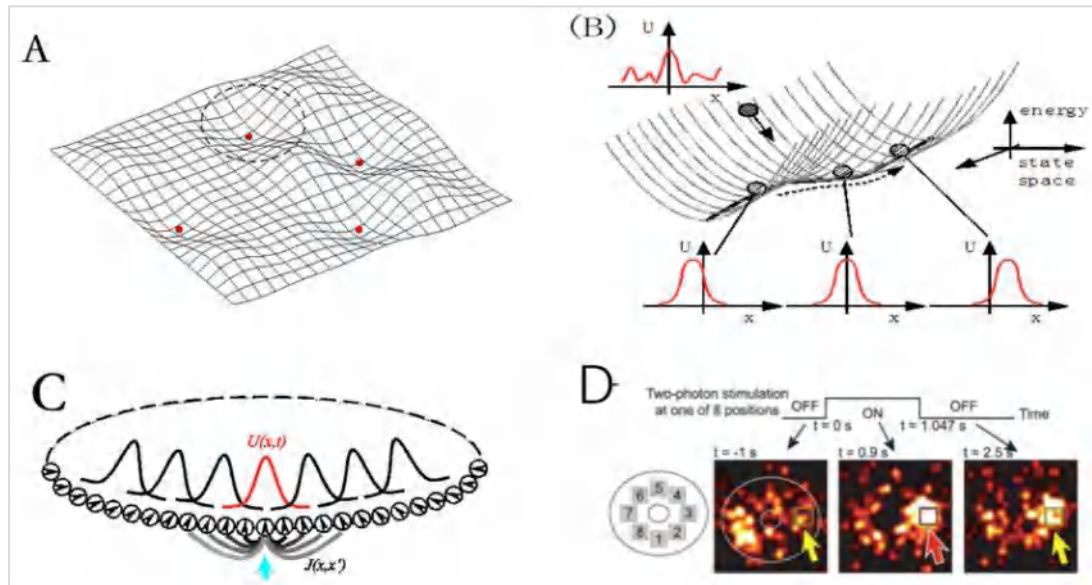 A
(B)
U
x
energy
state
space
U
x
U
x
U
x
C
U(x,t)
J(x,x')
D
Two-photon stimulation
at one of 8 positions
OFF
ON
OFF
Time
t = 0 s
t = 1.047 s
t = -1 s
t = 0.9 s
t = 2.5 s
6 5 4
7 3
8 1 2